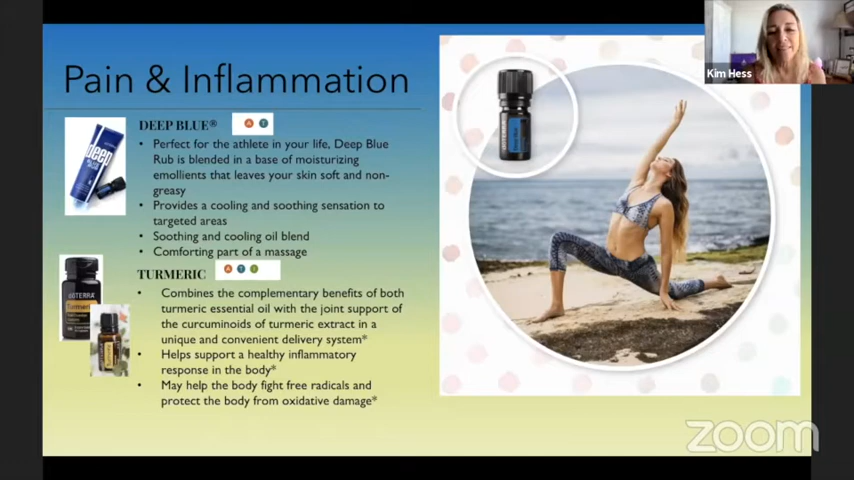 Pain & Inflammation
DEEP BLUE®
A T
• Perfect for the athlete in your life, Deep Blue
Rub is blended in a base of moisturizing
emollients that leaves your skin soft and non-
greasy
• Provides a cooling and soothing sensation to
targeted areas
• Soothing and cooling oil blend
• Comforting part of a massage
TURMERIC
A T I
• Combines the complementary benefits of both
turmeric essential oil with the joint support of
the curcuminoids of turmeric extract in a
unique and convenient delivery system*
• Helps support a healthy inflammatory
response in the body*
• May help the body fight free radicals and
protect the body from oxidative damage*
deep
dōTERRA
Turmeric
Deep Blue
Kim Hess
zoom